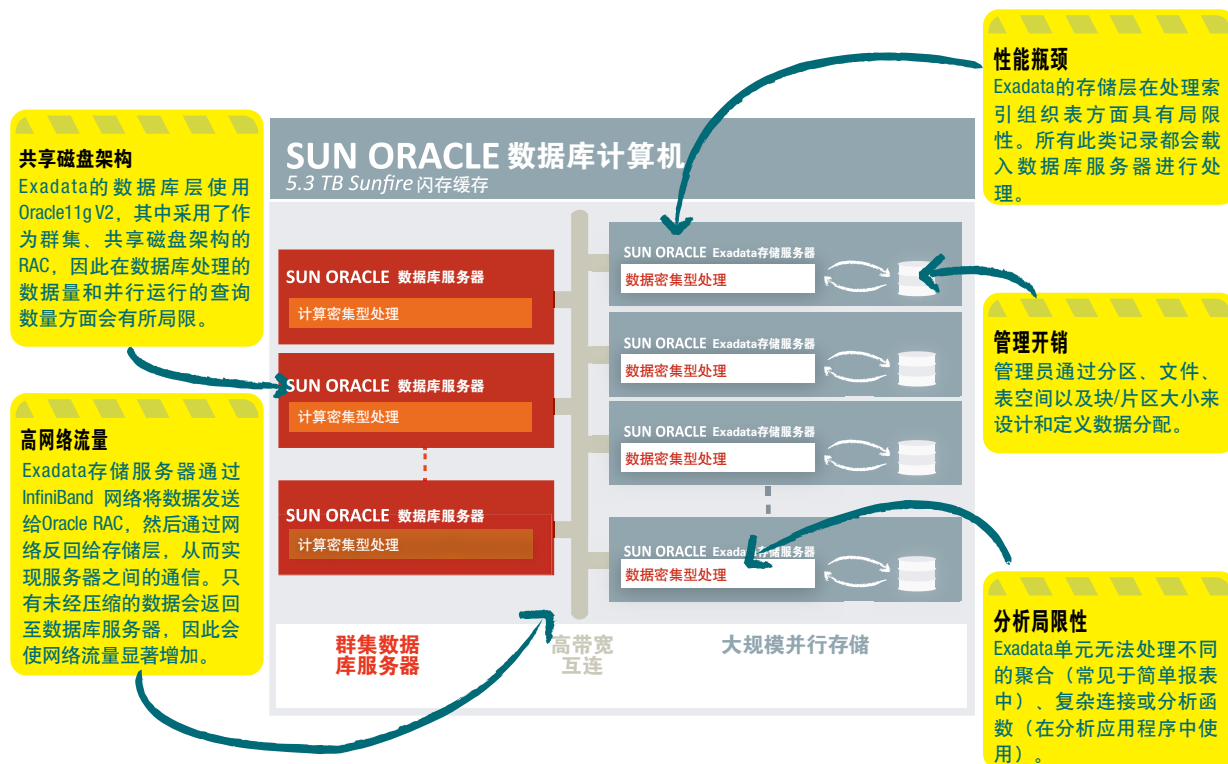 性能瓶颈
Exadata的存储层在处理索
引组织表方面具有局限
性。所有此类记录都会载
入数据库服务器进行处
理。
共享磁盘架构
Exadata的数据库层使用
Oracle11g V2，其中采用了作
为群集、共享磁盘架构的
RAC，因此在数据库处理的
数据量和并行运行的查询
数量方面会有所局限。
SUN ORACLE 数据库计算机
5.3 TB Sunfire 闪存缓存
SUN ORACLE 数据库服务器
计算密集型处理
SUN ORACLE 数据库服务器
计算密集型处理
SUN ORACLE 数据库服务器
计算密集型处理
SUN ORACLE Exadata存储服务器
数据密集型处理
SUN ORACLE Exadata存储服务器
数据密集型处理
SUN ORACLE Exadata存储服务器
数据密集型处理
SUN ORACLE Exadata存储服务器
数据密集型处理
管理开销
管理员通过分区、文件、
表空间以及块/片区大小来
设计和定义数据分配。
高网络流量
Exadata存储服务器通过
InfiniBand 网络将数据发送
给Oracle RAC，然后通过网
络反回给存储层，从而实
现服务器之间的通信。只
有未经压缩的数据会返回
至数据库服务器，因此会
使网络流量显著增加。
群集数据
库服务器
高带宽
互连
大规模并行存储
分析局限性
Exadata单元无法处理不同
的聚合（常见于简单报表
中）、复杂连接或分析函
数（在分析应用程序中使
用）。